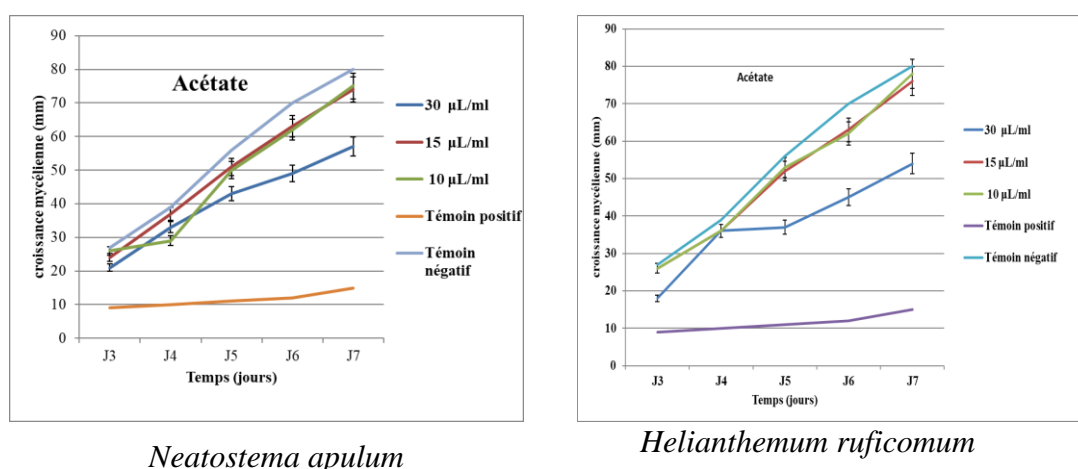 Acétate
croissance mycélienne (mm)
90
80
70
60
50
40
30
20
10
0
J3 J4 J5 J6 J7
Temps (jours)
30 µL/ml
15 µL/ml
10 µL/ml
Témoin positif
Témoin
négatif
Neatostema apulum
Acétate
croissance mycélienne (mm)
90
80
70
60
50
40
30
20
10
0
J3 J4 J5 J6 J7
Temps (jours)
30 µL/ml
15 µL/ml
10 µL/ml
Témoin positif
Témoin négatif
Helianthemum ruficomum